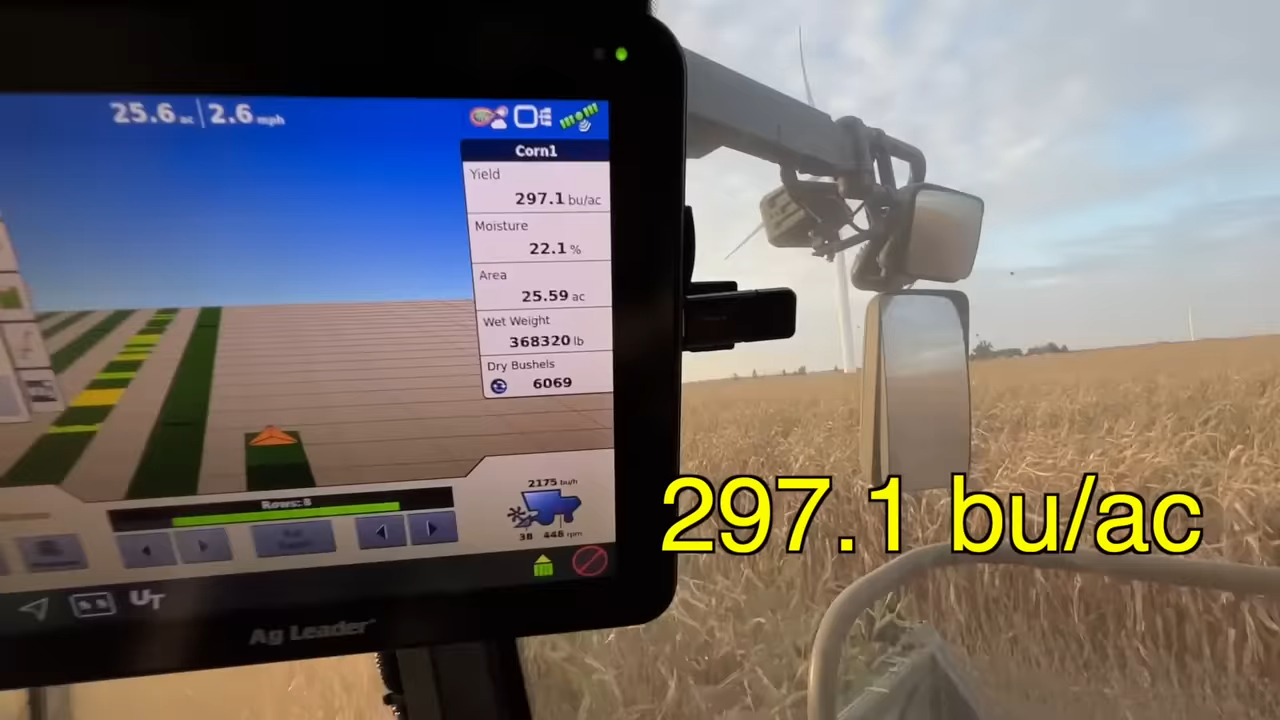 25.6 ac | 2.6 mph
Corn1
Yield
297.1 bu/ac
Moisture
22.1 %
Area
25.59 ac
Wet Weight
368320 lb
Dry Bushels
6069
2175 bu/h
Rows:8
38 448 rpm
UT
Ag Leader
297.1 bu/ac